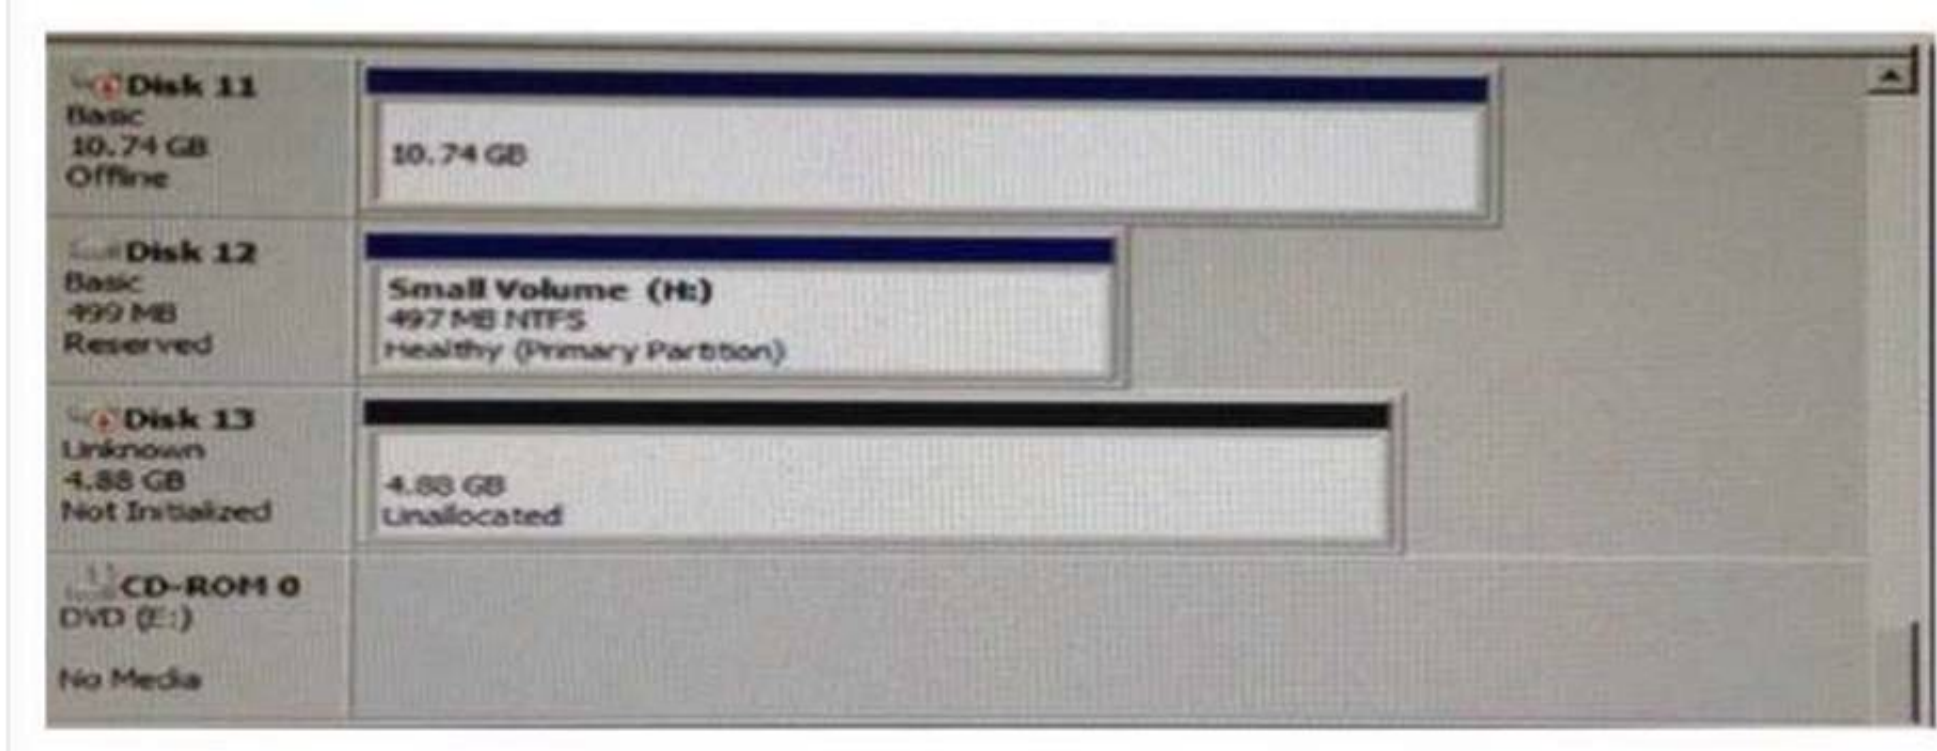 Disk 11
Basic
10.74 GB
Offline
10.74 GB
Disk 12
Basic
499 MB
Reserved
Small Volume (H:)
497 MB NTFS
Healthy (Primary Partition)
Disk 13
Unknown
4.88 GB
Not Initialized
4.88 GB
Unallocated
CD-ROM 0
DVD (E:)
No Media